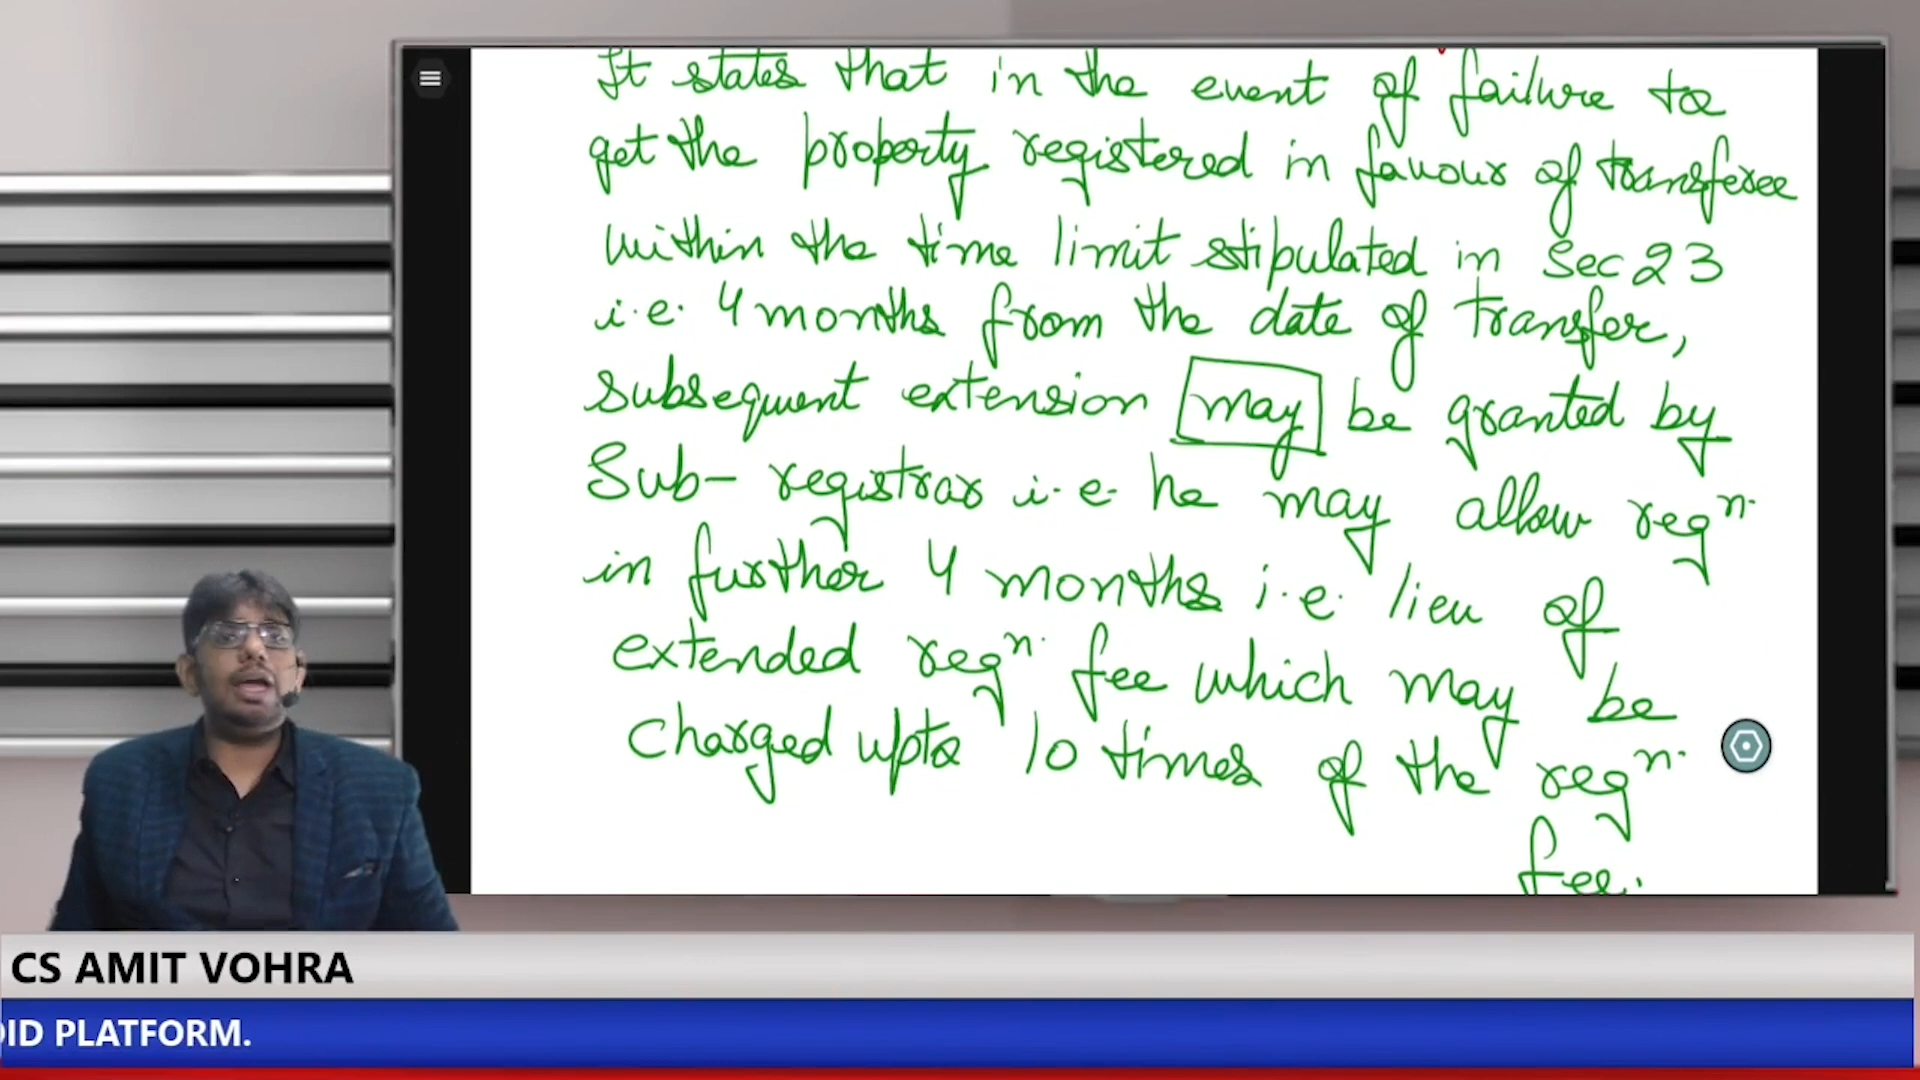 It states that in the event of failure to
get the property registered in favour of transferee
within the time limit stipulated in Sec 23
i.e. 4 months from the date of transfer,
subsequent extension may be granted by
Sub-registrar i.e. he may allow regn.
in further 4 months i.e. lieu of
extended regn. fee which may be
charged upto 10 times of the regn.
fee.
CS AMIT VOHRA
OID PLATFORM.